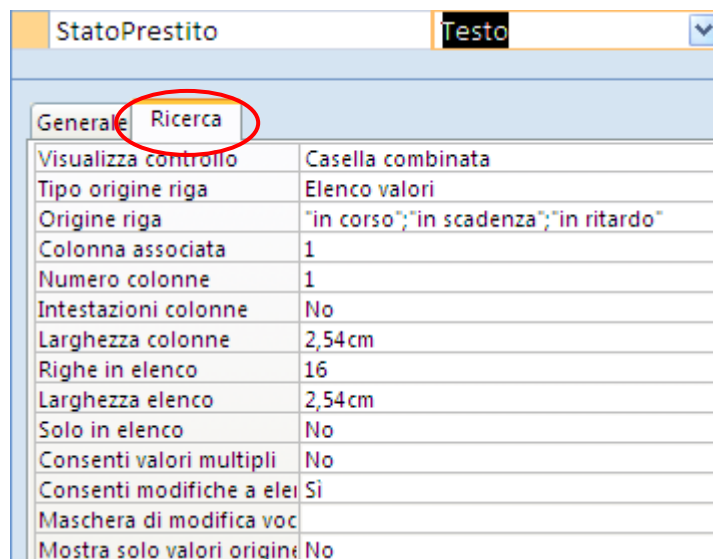 StatoPrestito Testo
Generale Ricerca
Visualizza controllo Casella combinata
Tipo origine riga Elenco valori
Origine riga "in corso";"in scadenza";"in ritardo"
Colonna associata 1
Numero colonne 1
Intestazioni colonne No
Larghezza colonne 2,54cm
Righe in elenco 16
Larghezza elenco 2,54cm
Solo in elenco No
Consenti valori multipli No
Consenti modifiche a eler Sì
Maschera di modifica voc
Mostra solo valori origine No